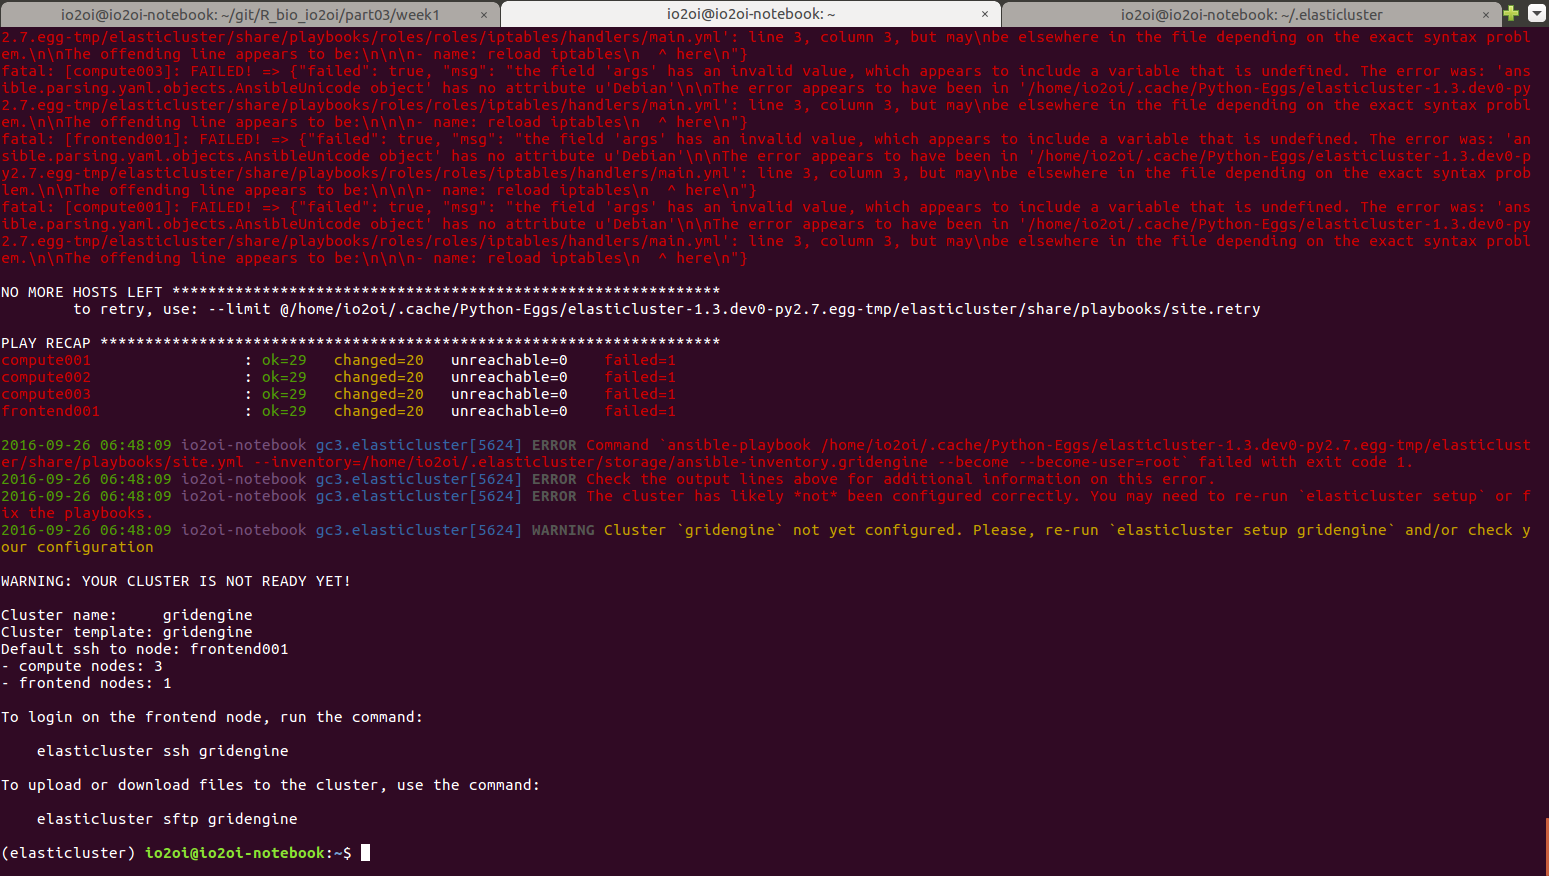 io2oi@io2oi-notebook: ~/git/R_bio_io2oi/part03/week1 ×
io2oi@io2oi-notebook: ~ ×
io2oi@io2oi-notebook: ~/.elasticluster ×
2.7.egg-tmp/elasticluster/share/playbooks/roles/roles/iptables/handlers/main.yml': line 3, column 3, but may\nbe elsewhere in the file depending on the exact syntax probl
em.\n\nThe offending line appears to be:\n\n\n- name: reload iptables\n  ^ here\n"}
fatal: [compute003]: FAILED! => {"failed": true, "msg": "the field 'args' has an invalid value, which appears to include a variable that is undefined. The error was: 'ans
ible.parsing.yaml.objects.AnsibleUnicode object' has no attribute u'Debian'\n\nThe error appears to have been in '/home/io2oi/.cache/Python-Eggs/elasticluster-1.3.dev0-py
2.7.egg-tmp/elasticluster/share/playbooks/roles/roles/iptables/handlers/main.yml': line 3, column 3, but may\nbe elsewhere in the file depending on the exact syntax probl
em.\n\nThe offending line appears to be:\n\n\n- name: reload iptables\n  ^ here\n"}
fatal: [frontend001]: FAILED! => {"failed": true, "msg": "the field 'args' has an invalid value, which appears to include a variable that is undefined. The error was: 'an
sible.parsing.yaml.objects.AnsibleUnicode object' has no attribute u'Debian'\n\nThe error appears to have been in '/home/io2oi/.cache/Python-Eggs/elasticluster-1.3.dev0-p
y2.7.egg-tmp/elasticluster/share/playbooks/roles/roles/iptables/handlers/main.yml': line 3, column 3, but may\nbe elsewhere in the file depending on the exact syntax prob
lem.\n\nThe offending line appears to be:\n\n\n- name: reload iptables\n  ^ here\n"}
fatal: [compute001]: FAILED! => {"failed": true, "msg": "the field 'args' has an invalid value, which appears to include a variable that is undefined. The error was: 'ans
ible.parsing.yaml.objects.AnsibleUnicode object' has no attribute u'Debian'\n\nThe error appears to have been in '/home/io2oi/.cache/Python-Eggs/elasticluster-1.3.dev0-py
2.7.egg-tmp/elasticluster/share/playbooks/roles/roles/iptables/handlers/main.yml': line 3, column 3, but may\nbe elsewhere in the file depending on the exact syntax probl
em.\n\nThe offending line appears to be:\n\n\n- name: reload iptables\n  ^ here\n"}
NO MORE HOSTS LEFT *************************************************************
to retry, use: --limit @/home/io2oi/.cache/Python-Eggs/elasticluster-1.3.dev0-py2.7.egg-tmp/elasticluster/share/playbooks/site.retry
PLAY RECAP *********************************************************************
compute001 : ok=29 changed=20 unreachable=0 failed=1
compute002 : ok=29 changed=20 unreachable=0 failed=1
compute003 : ok=29 changed=20 unreachable=0 failed=1
frontend001 : ok=29 changed=20 unreachable=0 failed=1
2016-09-26 06:48:09 io2oi-notebook gc3.elasticluster[5624] ERROR Command `ansible-playbook /home/io2oi/.cache/Python-Eggs/elasticluster-1.3.dev0-py2.7.egg-tmp/elasticlust
er/share/playbooks/site.yml --inventory=/home/io2oi/.elasticluster/storage/ansible-inventory.gridengine --become --become-user=root` failed with exit code 1.
2016-09-26 06:48:09 io2oi-notebook gc3.elasticluster[5624] ERROR Check the output lines above for additional information on this error.
2016-09-26 06:48:09 io2oi-notebook gc3.elasticluster[5624] ERROR The cluster has likely *not* been configured correctly. You may need to re-run `elasticluster setup` or f
ix the playbooks.
2016-09-26 06:48:09 io2oi-notebook gc3.elasticluster[5624] WARNING Cluster `gridengine` not yet configured. Please, re-run `elasticluster setup gridengine` and/or check y
our configuration
WARNING: YOUR CLUSTER IS NOT READY YET!
Cluster name:     gridengine
Cluster template: gridengine
Default ssh to node: frontend001
- compute nodes: 3
- frontend nodes: 1
To login on the frontend node, run the command:
elasticluster ssh gridengine
To upload or download files to the cluster, use the command:
elasticluster sftp gridengine
(elasticluster) io2oi@io2oi-notebook:~$